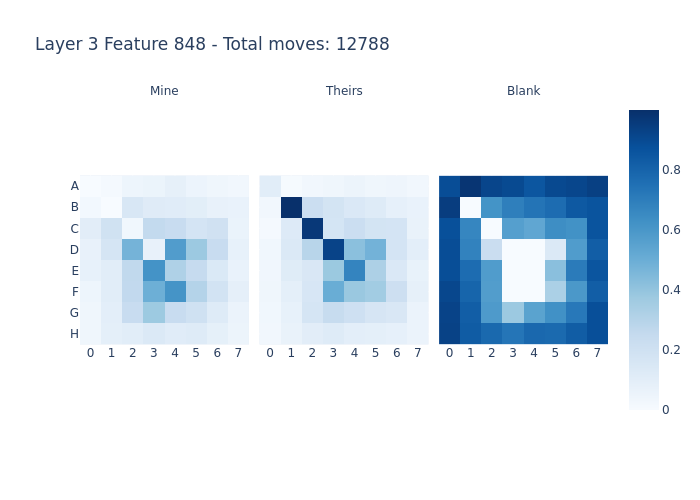 Layer 3 Feature 848 - Total moves: 12788
Mine Theirs Blank
A
B
C
D
E
F
G
H
0 1 2 3 4 5 6 7 0 1 2 3 4 5 6 7 0 1 2 3 4 5 6 7
0.8
0.6
0.4
0.2
0